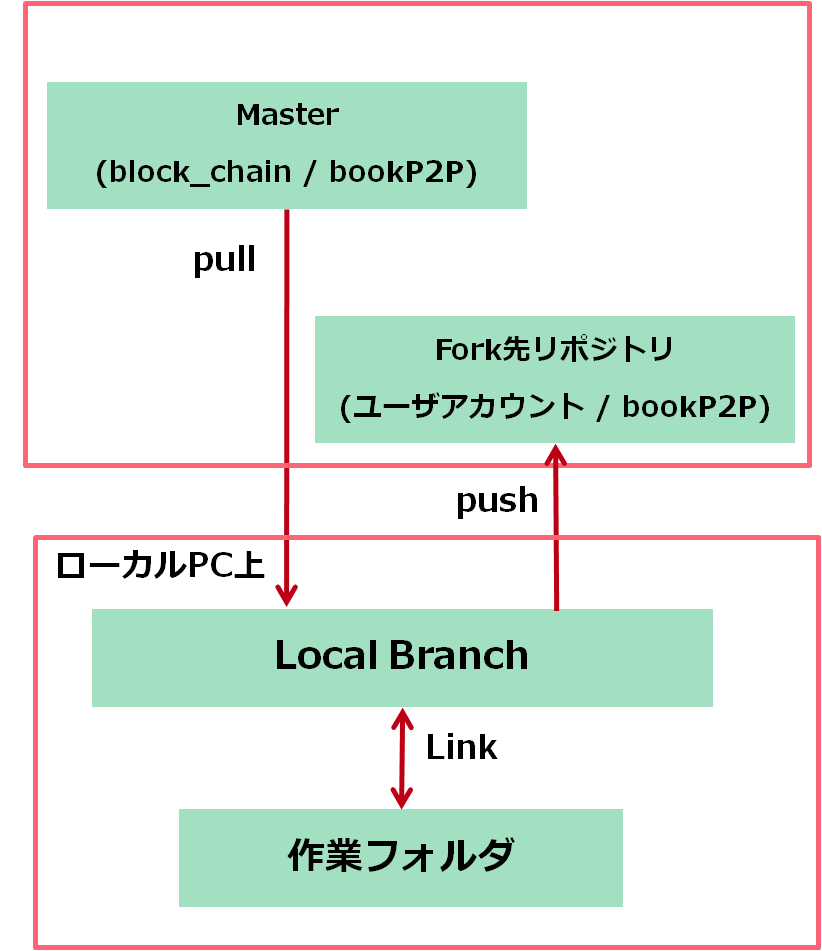 Master
(block_chain / bookP2P)
pull
Fork先リポジトリ
(ユーザアカウント / bookP2P)
push
ローカルPC上
Local Branch
Link
作業フォルダ